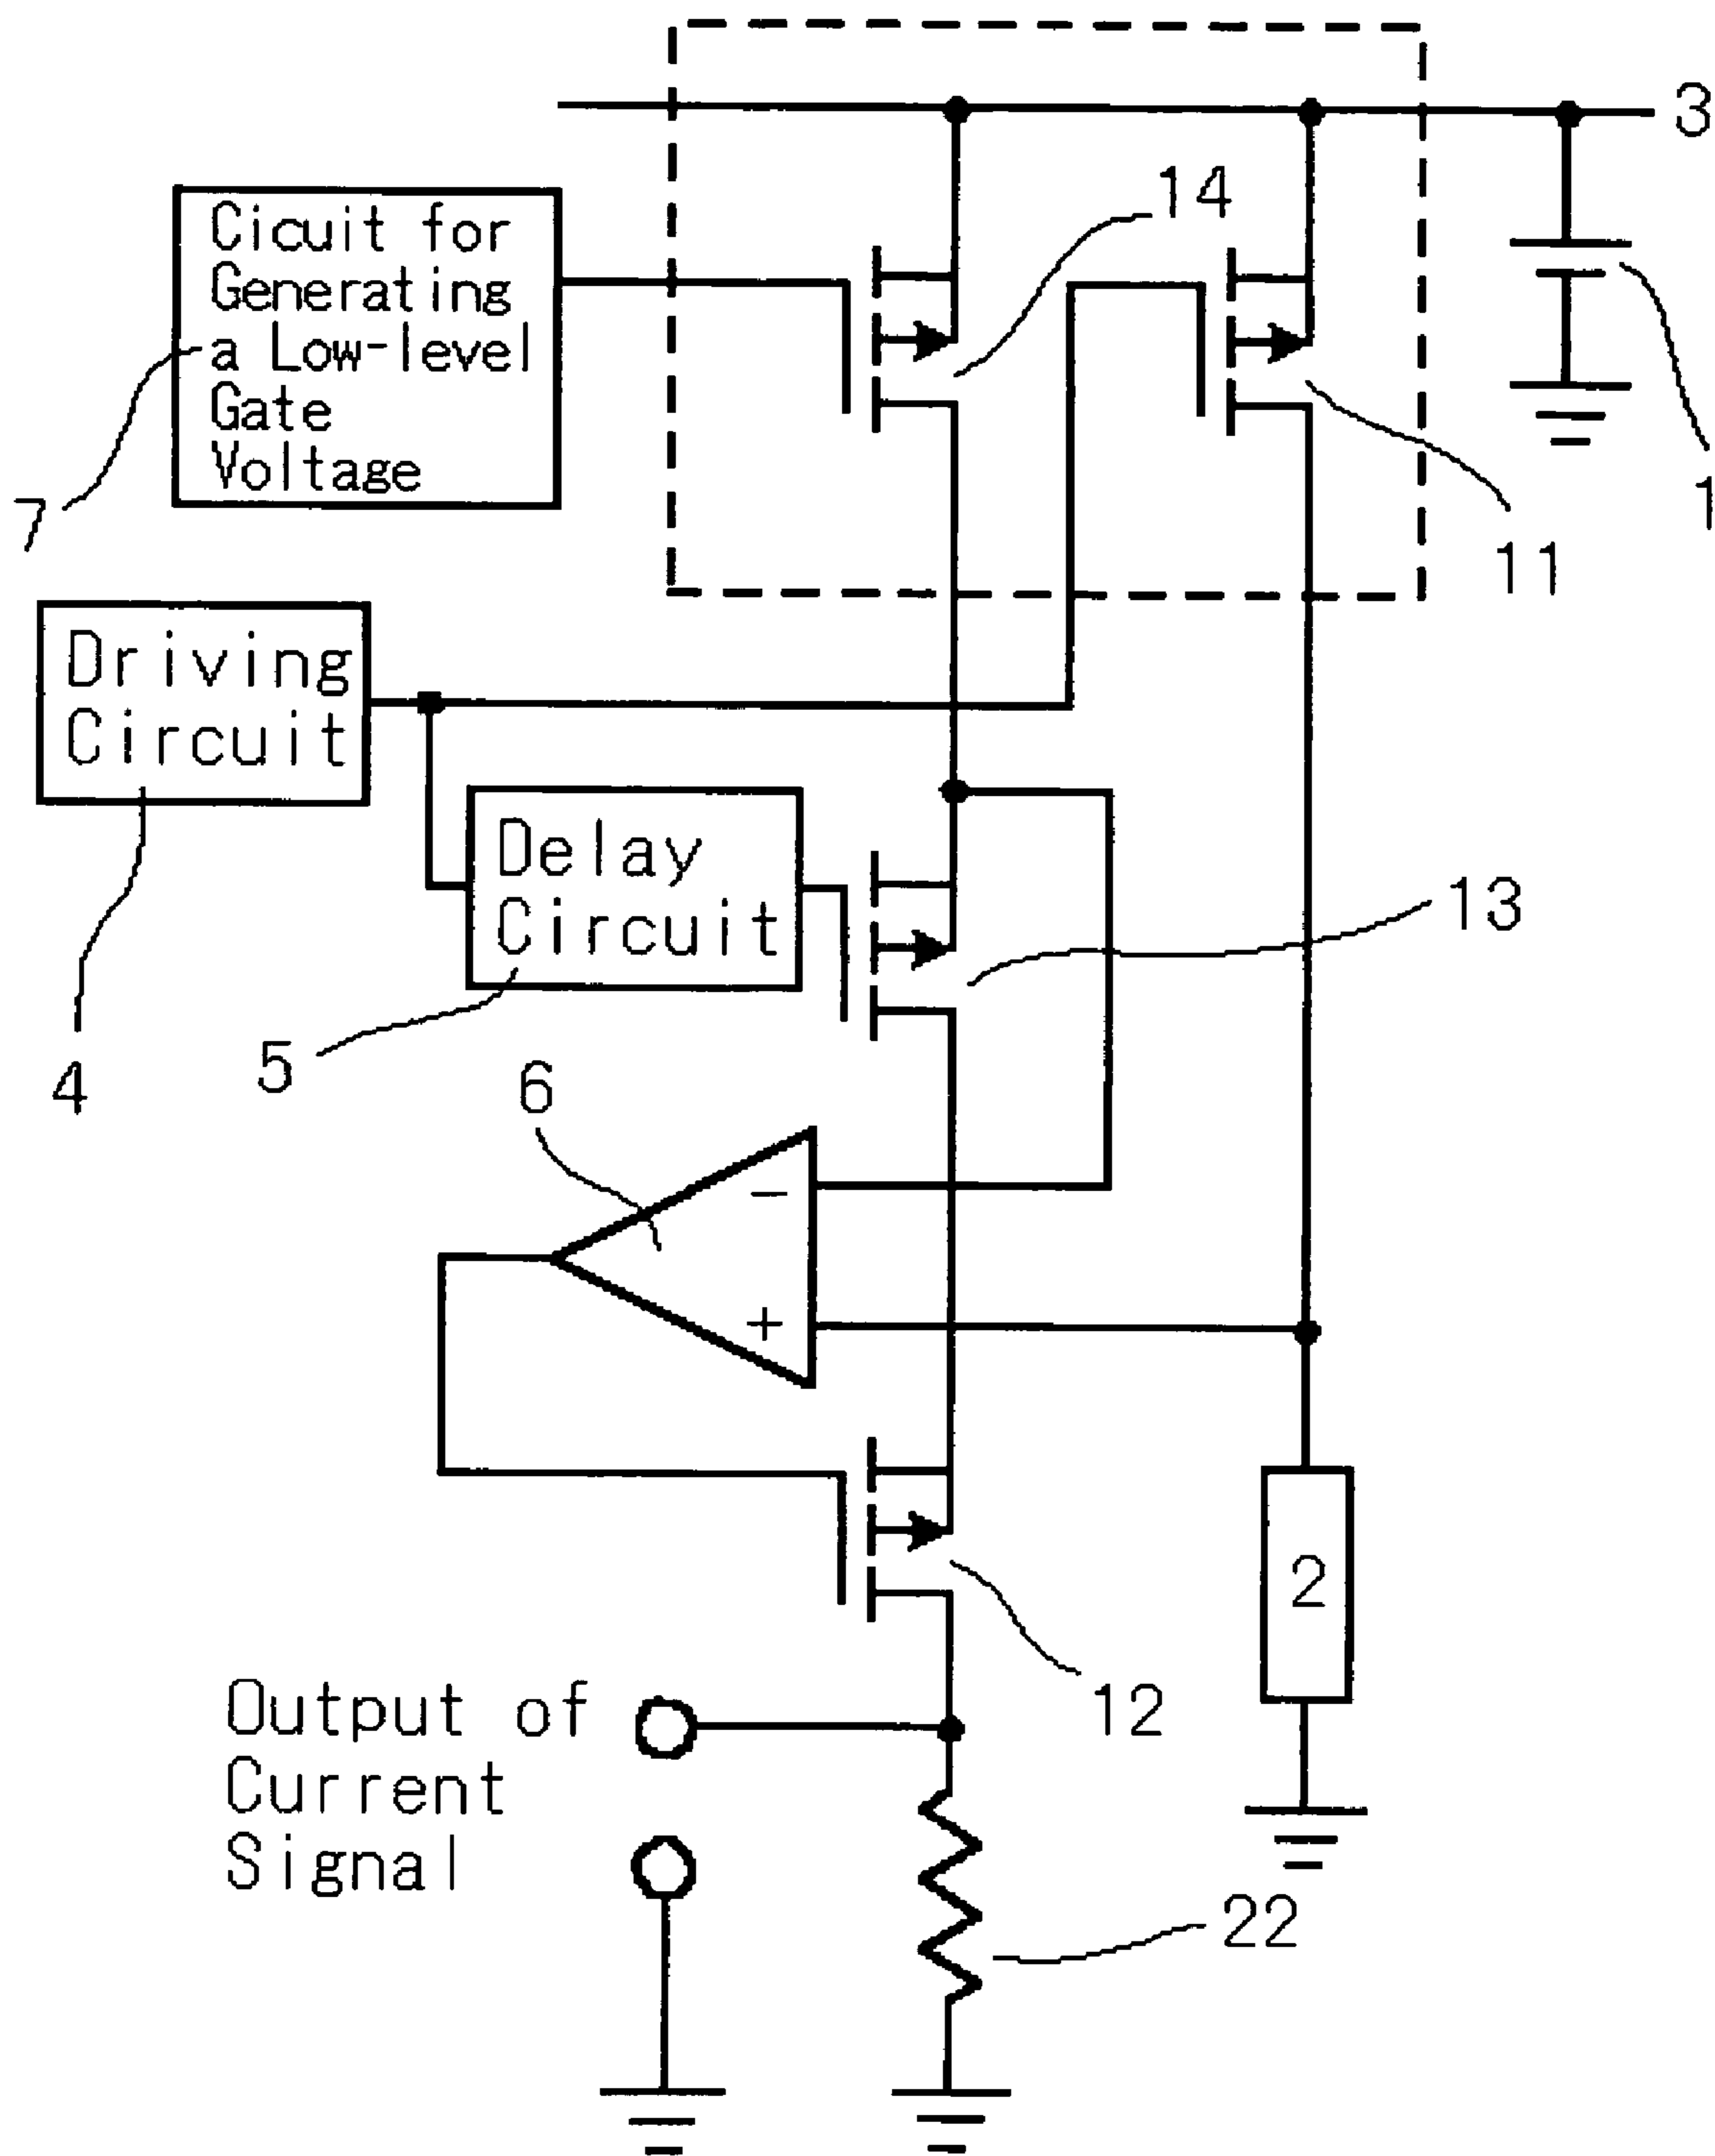 3
14
Cicuit for
Generating
a Low-level
Gate
Voltage
7
1
11
Driving
Circuit
Delay
Circuit
13
4
5
6
−
+
2
12
Output of
Current
Signal
22